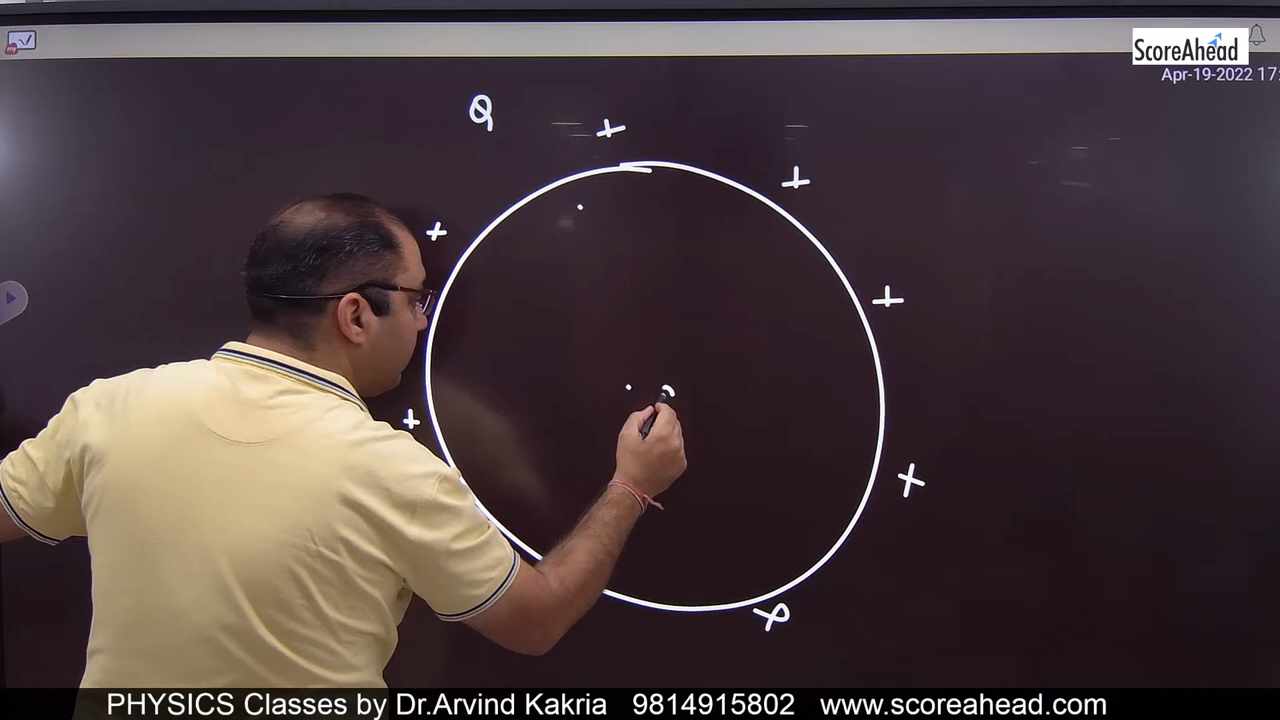 ScoreAhead
Apr-19-2022 17:
Q
+
+
+
+
+
+
PHYSICS Classes by Dr.Arvind Kakria 9814915802 www.scoreahead.com